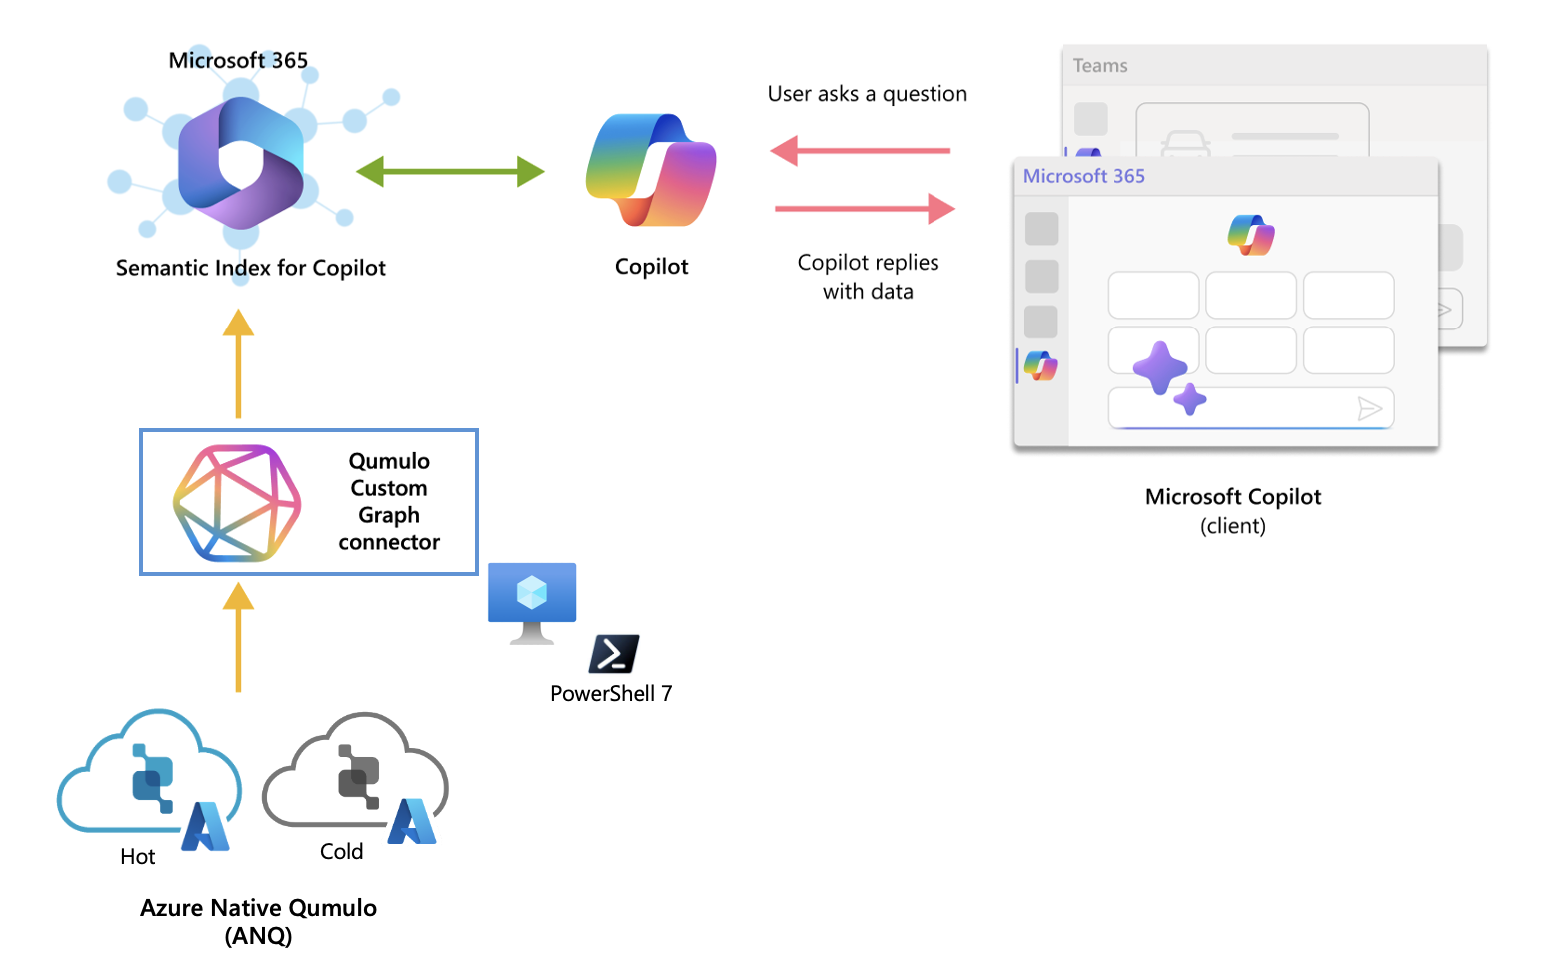 Microsoft 365
Semantic Index for Copilot
Copilot
User asks a question
Copilot replies
with data
Teams
Microsoft 365
Microsoft Copilot
(client)
Qumulo
Custom
Graph
connector
PowerShell 7
Hot
Cold
Azure Native Qumulo
(ANQ)